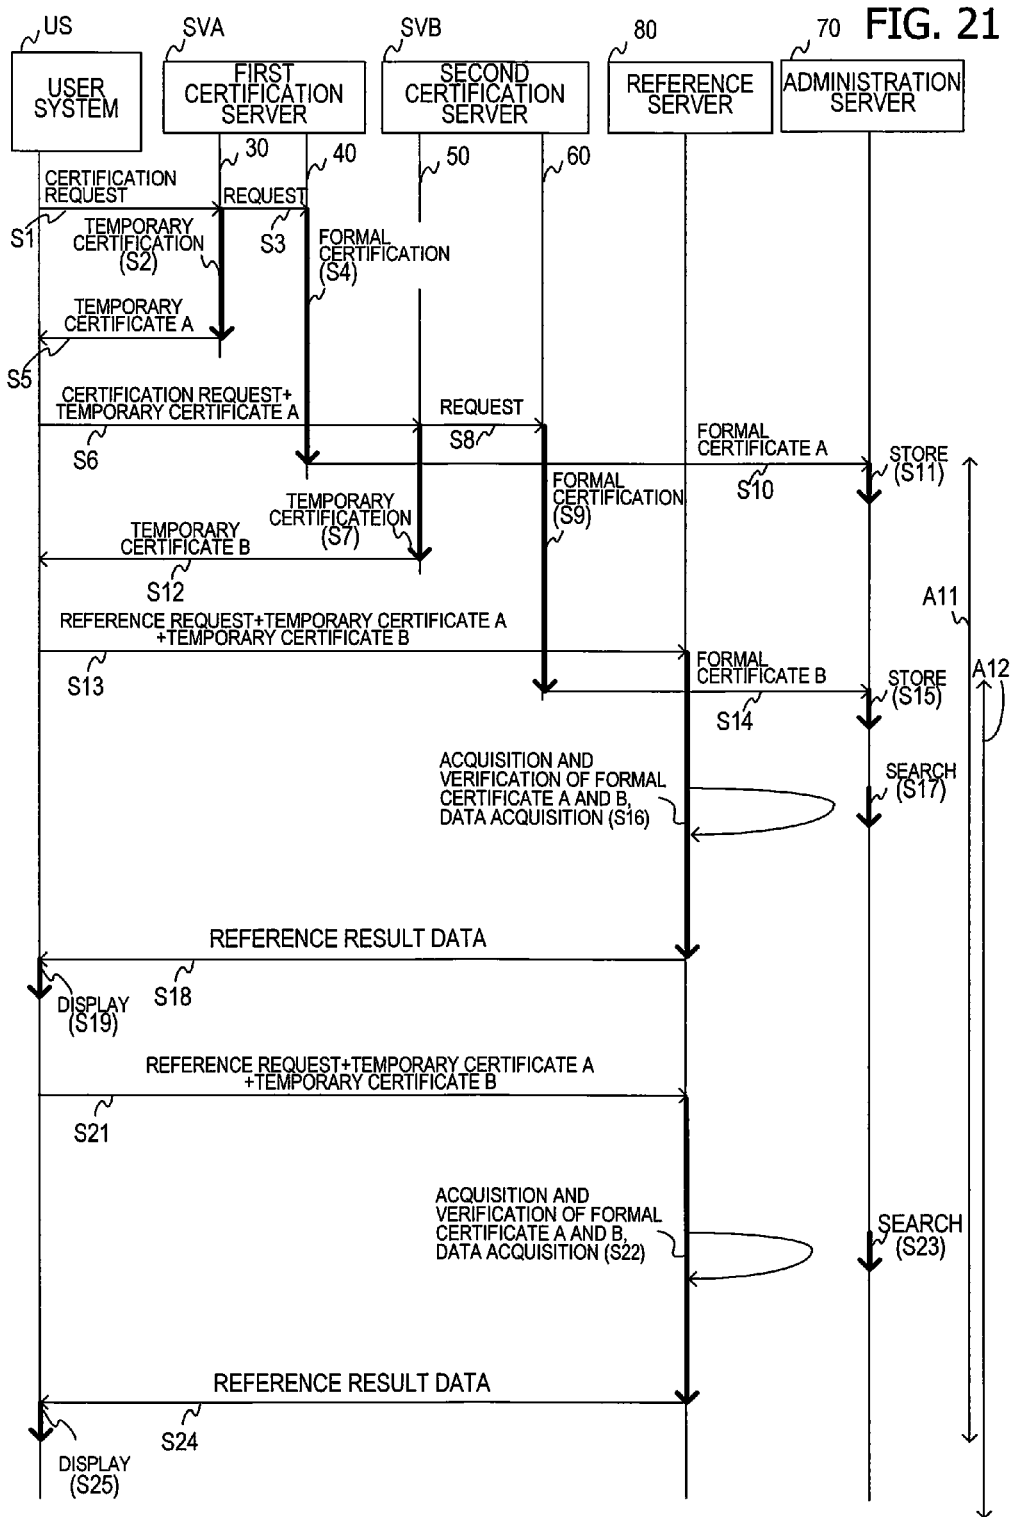 FIG. 21
US
SVA
SVB
80
70
USER
SYSTEM
FIRST
CERTIFICATION
SERVER
SECOND
CERTIFICATION
SERVER
REFERENCE
SERVER
ADMINISTRATION
SERVER
30
40
50
60
CERTIFICATION
REQUEST
S1
REQUEST
S3
TEMPORARY
CERTIFICATION
(S2)
FORMAL
CERTIFICATION
(S4)
TEMPORARY
CERTIFICATE A
S5
CERTIFICATION REQUEST+
TEMPORARY CERTIFICATE A
S6
REQUEST
S8
FORMAL
CERTIFICATE A
S10
STORE
(S11)
TEMPORARY
CERTIFICATEION
(S7)
FORMAL
CERTIFICATION
(S9)
TEMPORARY
CERTIFICATE B
S12
A11
REFERENCE REQUEST+TEMPORARY CERTIFICATE A
+TEMPORARY CERTIFICATE B
S13
FORMAL
CERTIFICATE B
S14
STORE
(S15)
A12
ACQUISITION AND
VERIFICATION OF FORMAL
CERTIFICATE A AND B,
DATA ACQUISITION (S16)
SEARCH
(S17)
REFERENCE RESULT DATA
S18
DISPLAY
(S19)
REFERENCE REQUEST+TEMPORARY CERTIFICATE A
+TEMPORARY CERTIFICATE B
S21
ACQUISITION AND
VERIFICATION OF FORMAL
CERTIFICATE A AND B,
DATA ACQUISITION (S22)
SEARCH
(S23)
REFERENCE RESULT DATA
S24
DISPLAY
(S25)